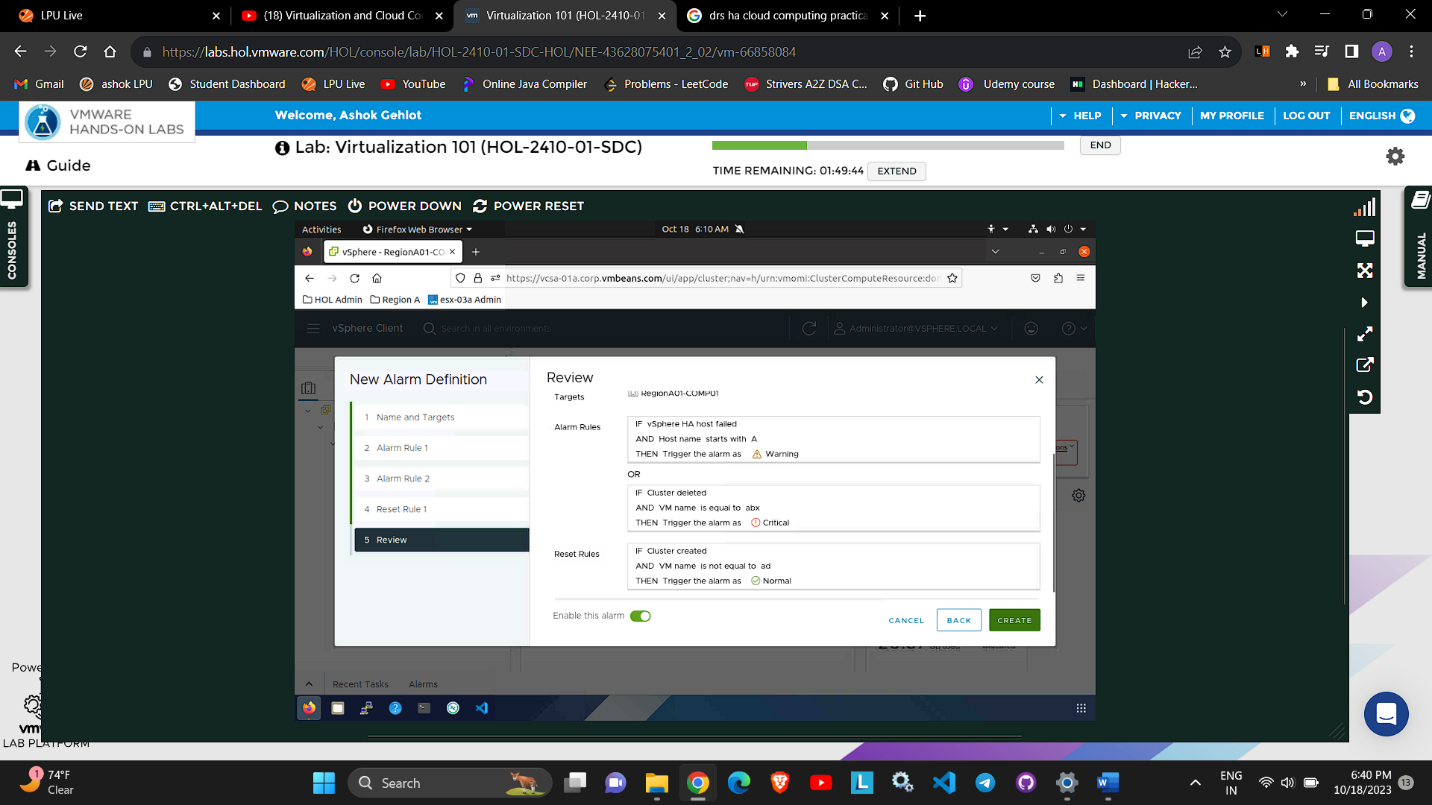 LPU Live
(18) Virtualization and Cloud Co
Virtualization 101 (HOL-2410-01
drs ha cloud computing practica
https://labs.hol.vmware.com/HOL/console/lab/HOL-2410-01-SDC-HOL/NEE-43628075401_2_02/vm-66858084
A
Gmail
ashok LPU
Student Dashboard
LPU Live
YouTube
Online Java Compiler
Problems - LeetCode
Strivers A2Z DSA C...
Git Hub
Udemy course
Dashboard | Hacker...
»
All Bookmarks
VMWARE
HANDS-ON LABS
Welcome, Ashok Gehlot
HELP
PRIVACY
MY PROFILE
LOG OUT
ENGLISH
Guide
Lab: Virtualization 101 (HOL-2410-01-SDC)
END
TIME REMAINING: 01:49:44
EXTEND
CONSOLES
SEND TEXT
CTRL+ALT+DEL
NOTES
POWER DOWN
POWER RESET
MANUAL
Activities
Firefox Web Browser
Oct 18 6:10 AM
vSphere - RegionA01-CO
https://vcsa-01a.corp.vmbeans.com/ui/app/cluster;nav=h/urn:vmomi:ClusterComputeResource:do
HOL Admin
Region A
esx-03a Admin
vSphere Client
Search in all environments
Administrator@VSPHERE.LOCAL
New Alarm Definition
1 Name and Targets
2 Alarm Rule 1
3 Alarm Rule 2
4 Reset Rule 1
5 Review
Review
Targets
RegionA01-COMP01
Alarm Rules
IF vSphere HA host failed
AND Host name starts with A
THEN Trigger the alarm as Warning
OR
IF Cluster deleted
AND VM name is equal to abx
THEN Trigger the alarm as Critical
Reset Rules
IF Cluster created
AND VM name is not equal to ad
THEN Trigger the alarm as Normal
Enable this alarm
CANCEL
BACK
CREATE
Recent Tasks
Alarms
Powe
vmw
LAB PLATFORM
1
74°F
Clear
Search
ENG
IN
6:40 PM
10/18/2023
13